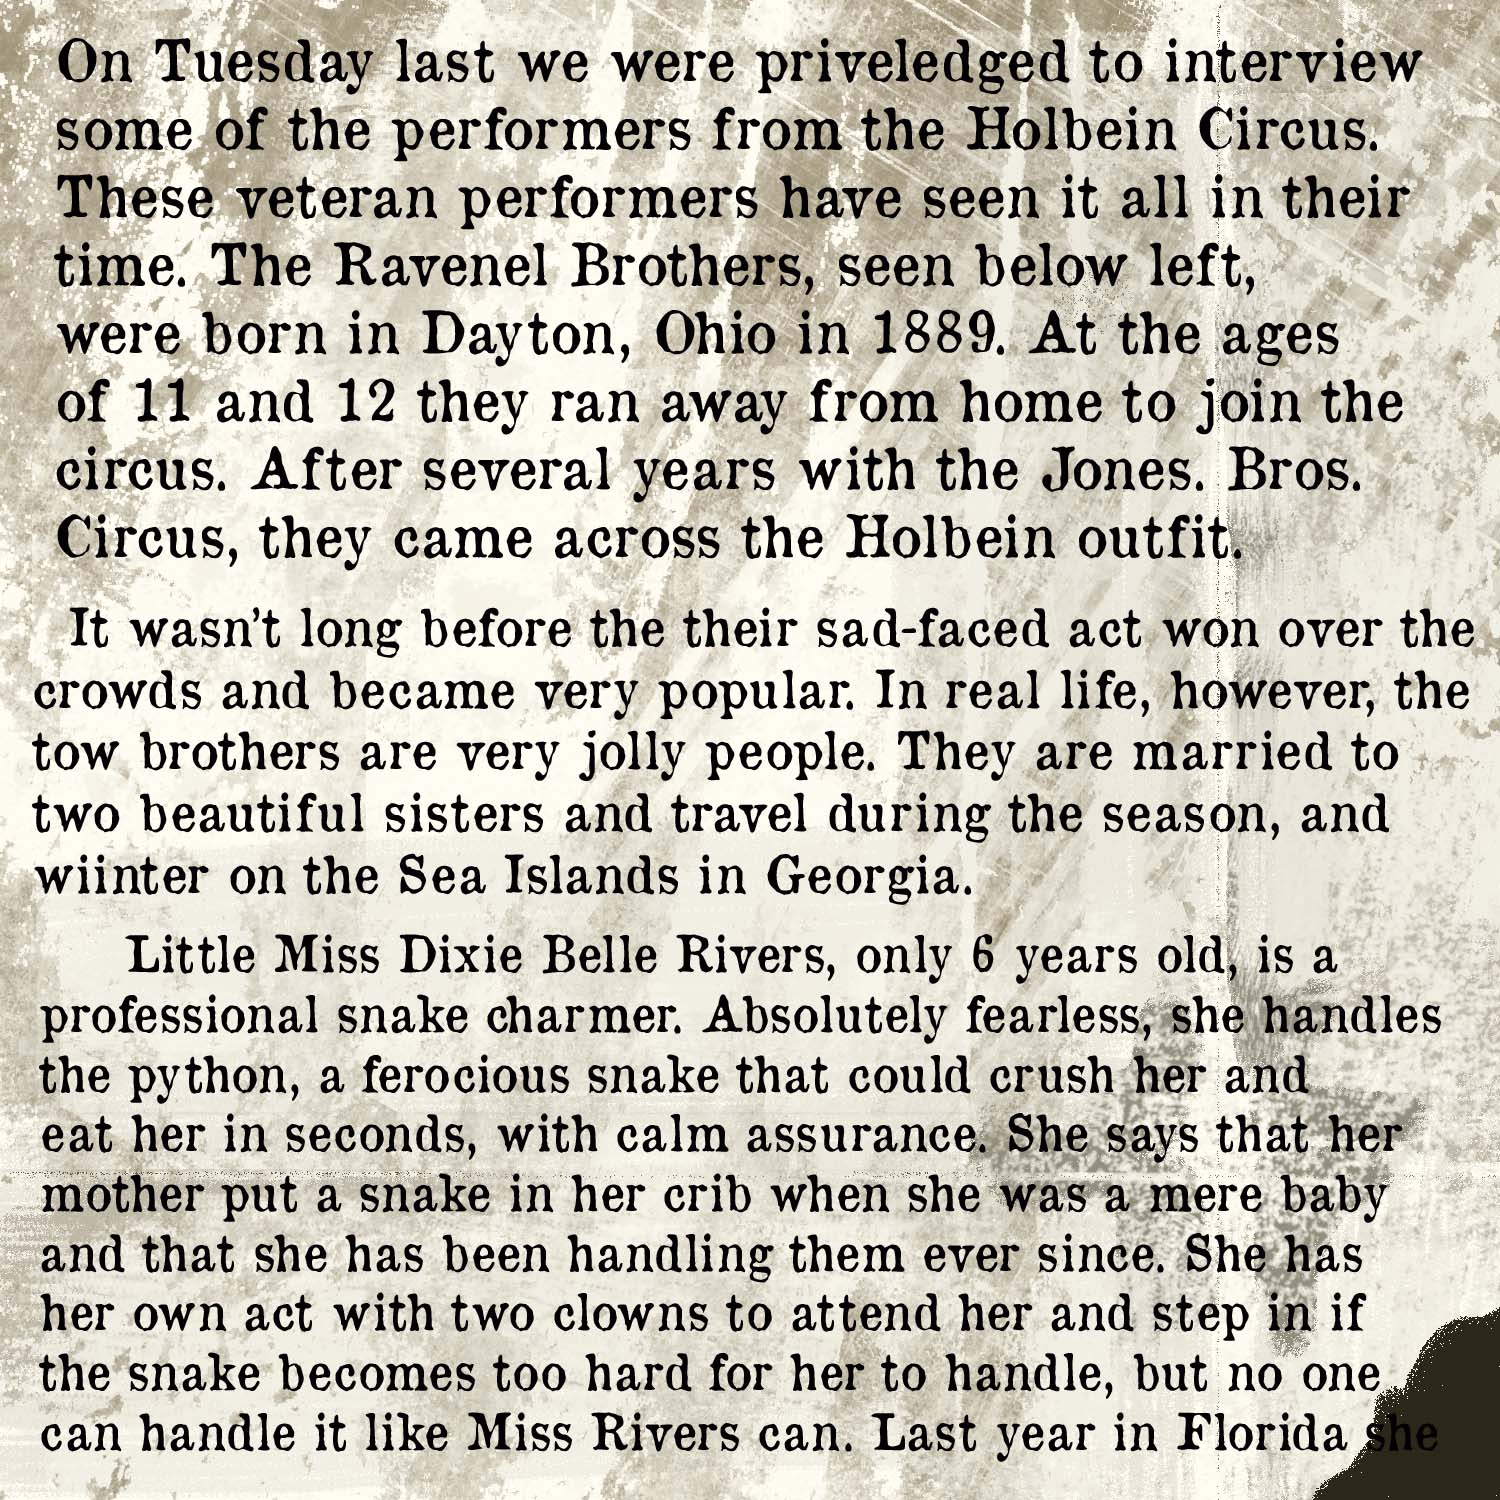 On Tuesday last we were priveledged to interview
some of the performers from the Holbein Circus.
These veteran performers have seen it all in their
time. The Ravenel Brothers, seen below left,
were born in Dayton, Ohio in 1889. At the ages
of 11 and 12 they ran away from home to join the
circus. After several years with the Jones. Bros.
Circus, they came across the Holbein outfit.
It wasn't long before the their sad-faced act won over the
crowds and became very popular. In real life, however, the
tow brothers are very jolly people. They are married to
two beautiful sisters and travel during the season, and
wiinter on the Sea Islands in Georgia.
Little Miss Dixie Belle Rivers, only 6 years old, is a
professional snake charmer. Absolutely fearless, she handles
the python, a ferocious snake that could crush her and
eat her in seconds, with calm assurance. She says that her
mother put a snake in her crib when she was a mere baby
and that she has been handling them ever since. She has
her own act with two clowns to attend her and step in if
the snake becomes too hard for her to handle, but no one
can handle it like Miss Rivers can. Last year in Florida she